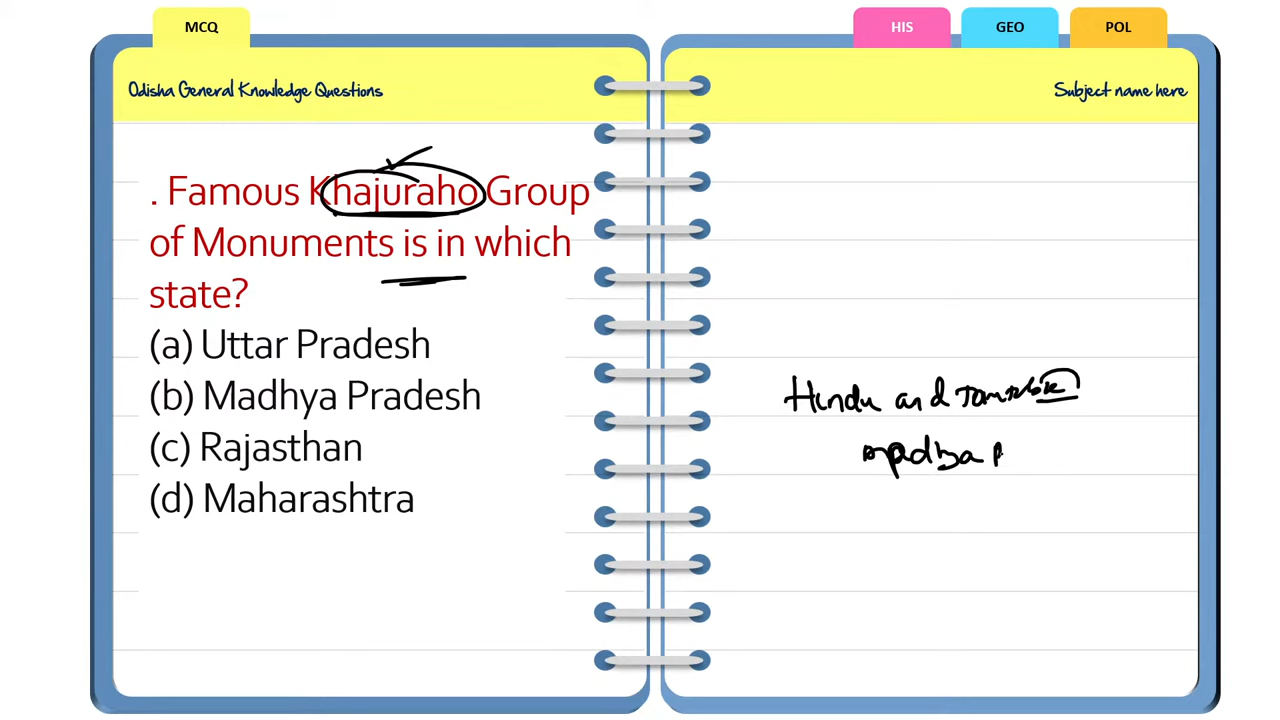 MCQ
HIS GEO POL
Odisha General Knowledge Questions
Subject name here
. Famous Khajuraho Group
of Monuments is in which
state?
(a) Uttar Pradesh
(b) Madhya Pradesh
(c) Rajasthan
(d) Maharashtra
Hindu and
madhya P